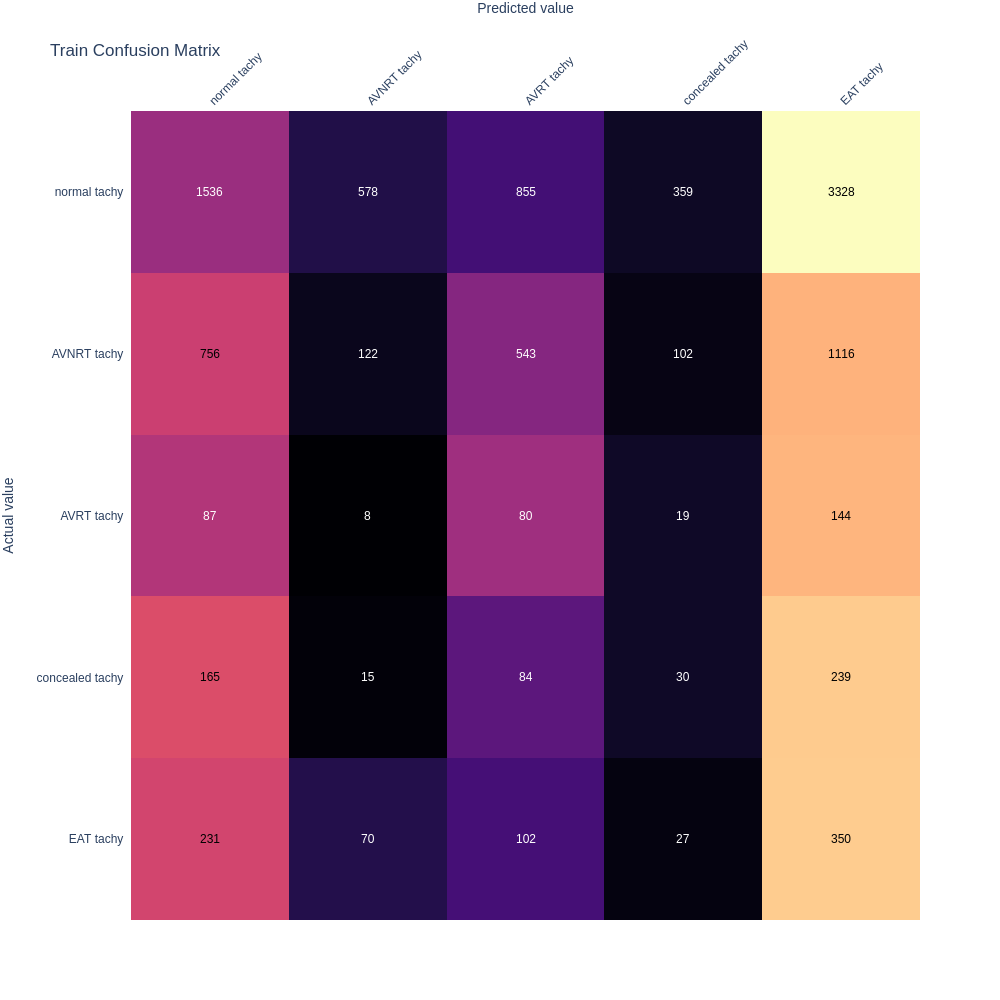 Predicted value
Train Confusion Matrix
normal tachy
AVNRT tachy
AVRT tachy
concealed tachy
EAT tachy
normal tachy 1536 578 855 359 3328
AVNRT tachy 756 122 543 102 1116
AVRT tachy 87 8 80 19 144
concealed tachy 165 15 84 30 239
EAT tachy 231 70 102 27 350
Actual value